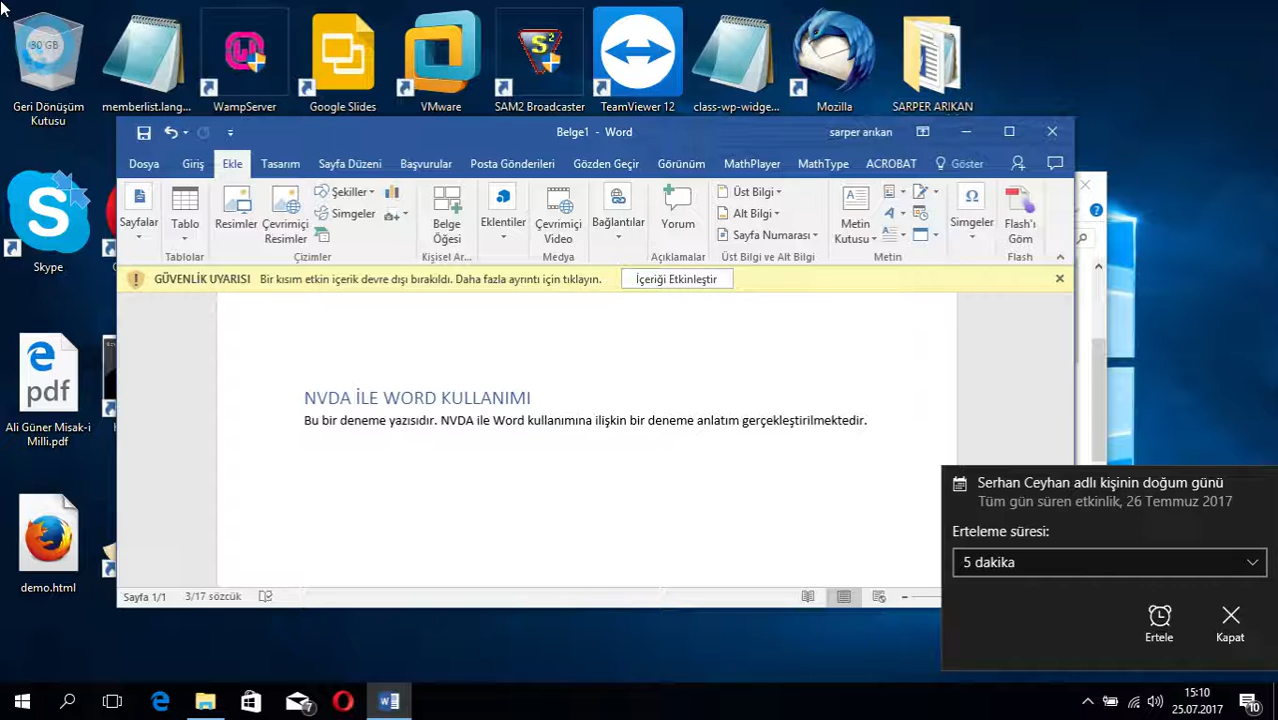 30 GB
Geri Dönüşüm Kutusu
memberlist.lang...
WampServer
Google Slides
VMware
SAM2 Broadcaster
TeamViewer 12
class-wp-widge...
Mozilla
SARPER ARIKAN
Skype
pdf
Ali Güner Misak-i Milli.pdf
demo.html
Belge1 - Word
sarper arıkan
Dosya Giriş Ekle Tasarım Sayfa Düzeni Başvurular Posta Gönderileri Gözden Geçir Görünüm MathPlayer MathType ACROBAT Göster
Sayfalar
Tablo
Resimler
Çevrimiçi Resimler
Şekiller
Simgeler
Belge Öğesi
Eklentiler
Çevrimiçi Video
Bağlantılar
Yorum
Üst Bilgi
Alt Bilgi
Sayfa Numarası
Metin Kutusu
Simgeler
Flash'ı Göm
Tablolar Çizimler Kişisel Ar... Medya Açıklamalar Üst Bilgi ve Alt Bilgi Metin Flash
GÜVENLİK UYARISI Bir kısım etkin içerik devre dışı bırakıldı. Daha fazla ayrıntı için tıklayın. İçeriği Etkinleştir
NVDA İLE WORD KULLANIMI
Bu bir deneme yazısıdır. NVDA ile Word kullanımına ilişkin bir deneme anlatım gerçekleştirilmektedir.
Sayfa 1/1 3/17 sözcük
Serhan Ceyhan adlı kişinin doğum günü
Tüm gün süren etkinlik, 26 Temmuz 2017
Erteleme süresi:
5 dakika
Ertele Kapat
7
15:10
25.07.2017
10